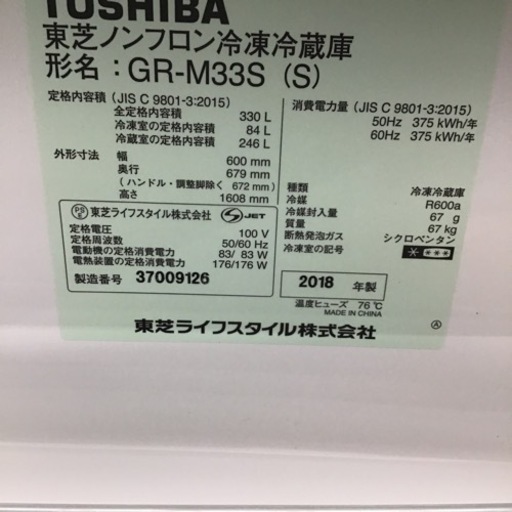 TOSHIBA
東芝ノンフロン冷凍冷蔵庫
形名：GR-M33S (S)
定格内容積（JIS C 9801-3:2015）
全定格内容積 330 L
冷凍室の定格内容積 84 L
冷蔵室の定格内容積 246 L
外形寸法 幅 600 mm
奥行 679 mm
（ハンドル・調整脚除く 672 mm）
高さ 1608 mm
PSE 東芝ライフスタイル株式会社 S JET
定格電圧 100 V
定格周波数 50/60 Hz
電動機の定格消費電力 83/ 83 W
電熱装置の定格消費電力 176/176 W
製造番号 37009126
消費電力量（JIS C 9801-3:2015）
50Hz 375 kWh/年
60Hz 375 kWh/年
種類 冷凍冷蔵庫
冷媒 R600a
冷媒封入量 67 g
質量 67 kg
断熱発泡ガス シクロペンタン
冷凍室の記号 * ***
2018 年製
温度ヒューズ 76℃
MADE IN CHINA
東芝ライフスタイル株式会社
Ⓐ